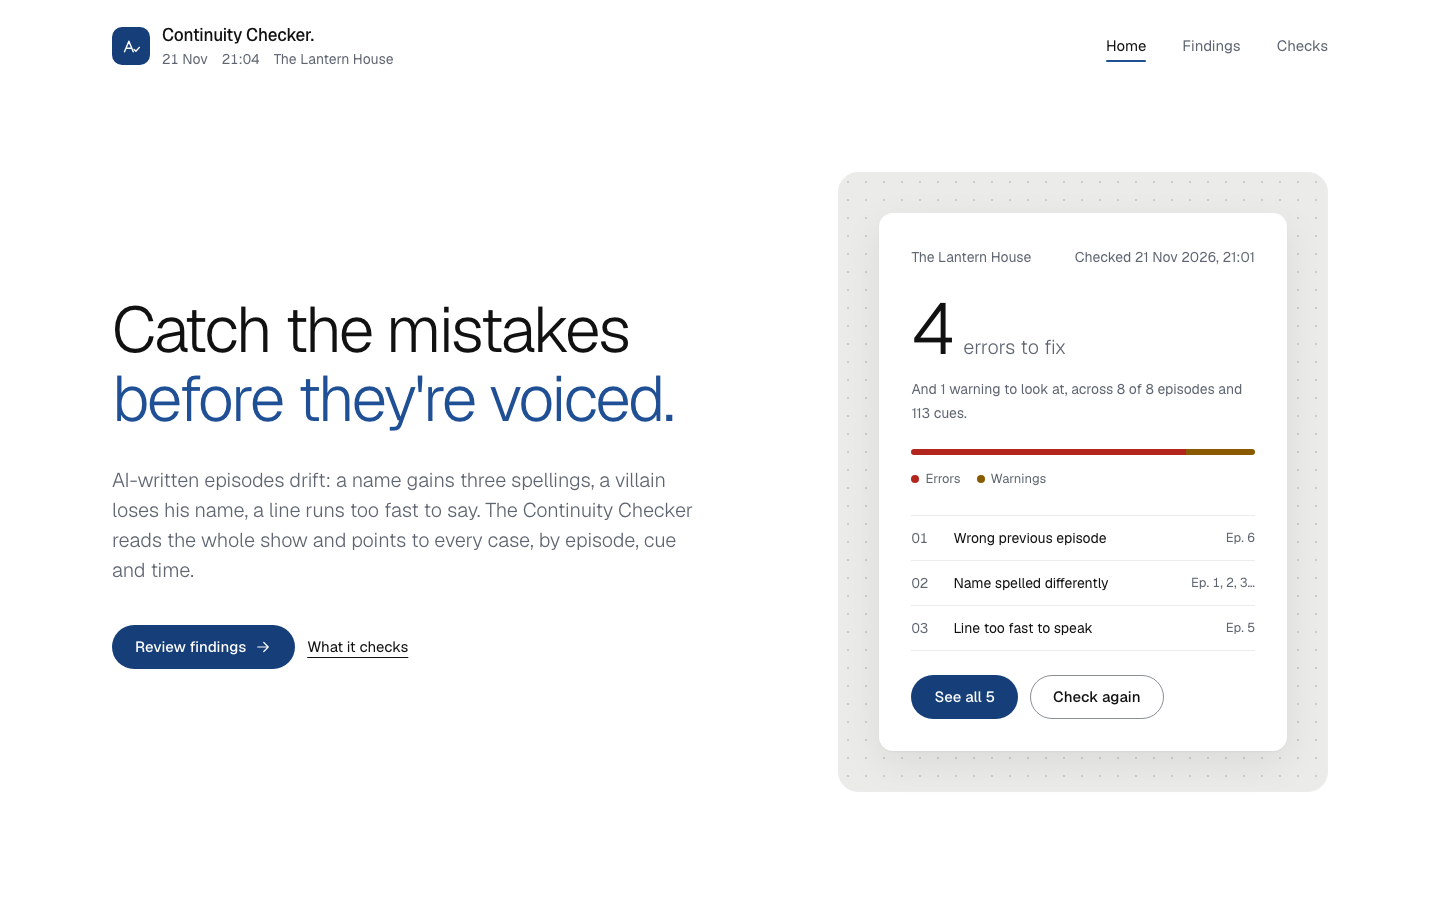 Continuity Checker.
21 Nov 21:04 The Lantern House
Home Findings Checks
Catch the mistakes
before they're voiced.
AI-written episodes drift: a name gains three spellings, a villain
loses his name, a line runs too fast to say. The Continuity Checker
reads the whole show and points to every case, by episode, cue
and time.
Review findings → What it checks
The Lantern House Checked 21 Nov 2026, 21:01
4 errors to fix
And 1 warning to look at, across 8 of 8 episodes and
113 cues.
Errors Warnings
01 Wrong previous episode Ep. 6
02 Name spelled differently Ep. 1, 2, 3...
03 Line too fast to speak Ep. 5
See all 5 Check again